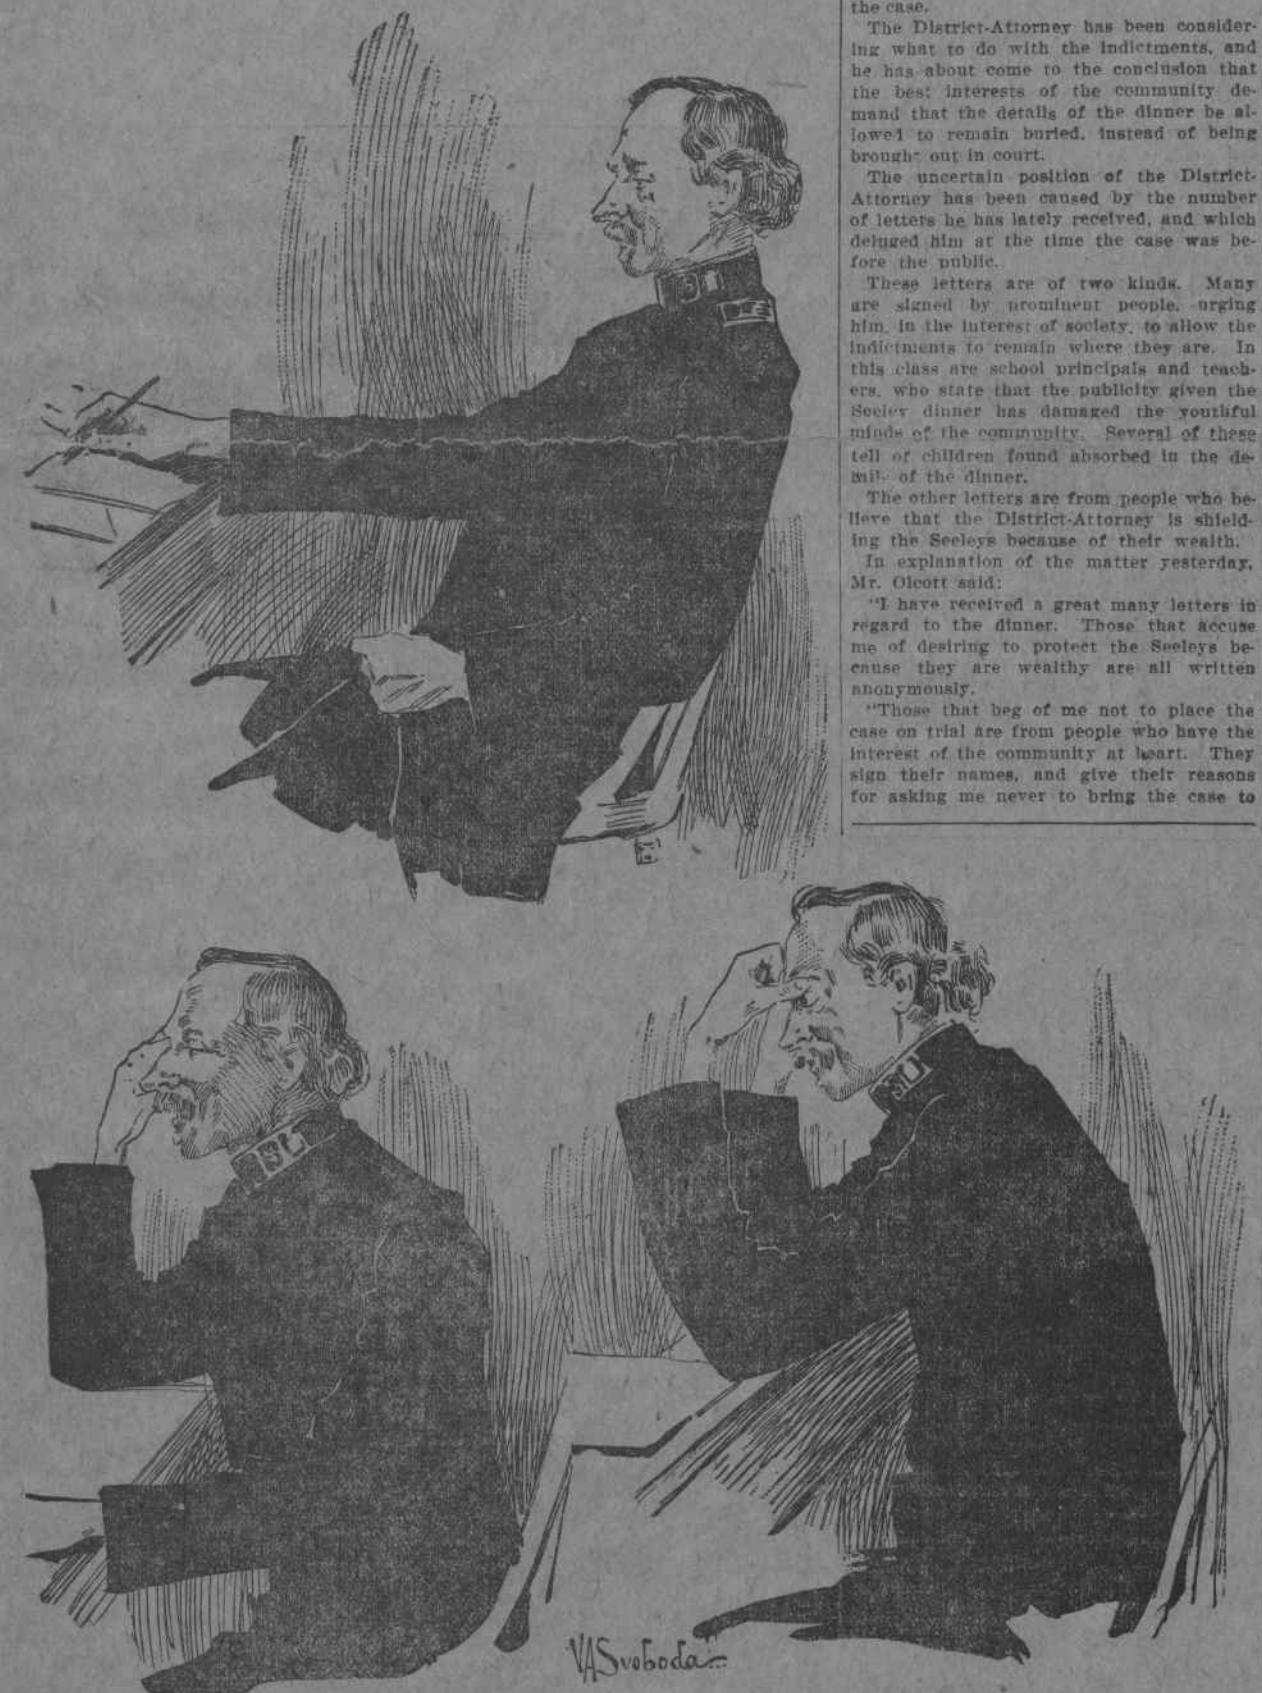 the case.
The District-Attorney has been consider-
ing what to do with the indictments, and
he has about come to the conclusion that
the best interests of the community de-
mand that the details of the dinner be al-
lowed to remain buried, instead of being
brought out in court.
The uncertain position of the District-
Attorney has been caused by the number
of letters he has lately received, and which
deluged him at the time the case was be-
fore the public.
These letters are of two kinds. Many
are signed by prominent people, urging
him, in the interest of society, to allow the
indictments to remain where they are. In
this class are school principals and teach-
ers, who state that the publicity given the
Seeley dinner has damaged the youthful
minds of the community. Several of these
tell of children found absorbed in the de-
tails of the dinner.
The other letters are from people who be-
lieve that the District-Attorney is shield-
ing the Seeleys because of their wealth.
In explanation of the matter yesterday,
Mr. Olcott said:
"I have received a great many letters in
regard to the dinner. Those that accuse
me of desiring to protect the Seeleys be-
cause they are wealthy are all written
anonymously.
"Those that beg of me not to place the
case on trial are from people who have the
interest of the community at heart. They
sign their names, and give their reasons
for asking me never to bring the case to
VASvoboda